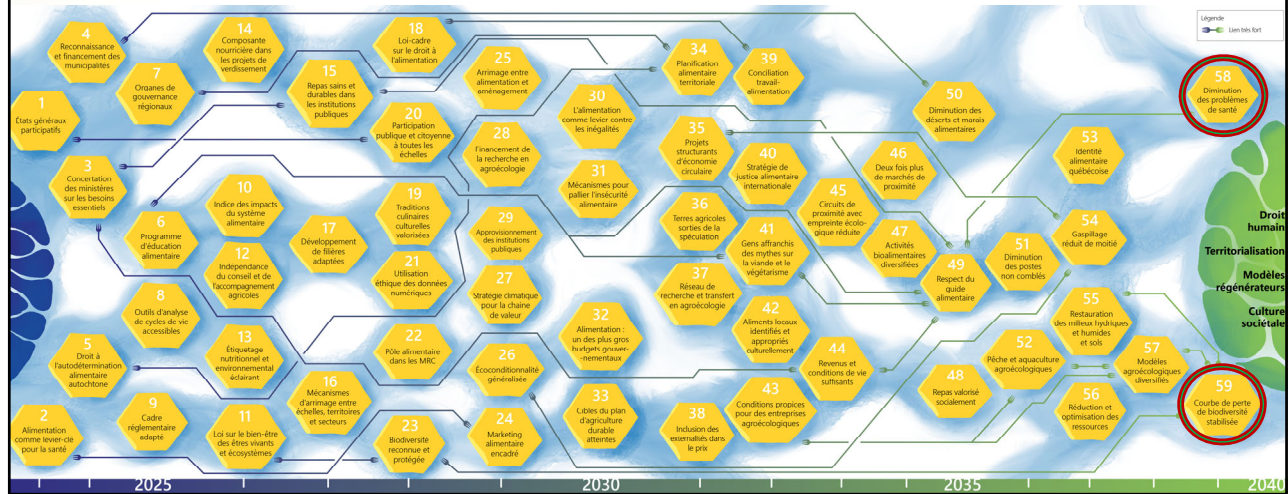 Légende
Lien très fort
4
Reconnaissance
et financement des
municipalités
14
Composante
nourricière dans
les projets de
verdissement
18
Loi-cadre
sur le droit à
l'alimentation
7
Organes de
gouvernance
régionaux
15
Repas sains et
durables dans
les institutions
publiques
25
Arrimage entre
alimentation et
aménagement
34
Planification
alimentaire
territoriale
39
Conciliation
travail-
alimentation
58
Diminution
des problèmes
de santé
1
États généraux
participatifs
20
Participation
publique et citoyenne
à toutes les
échelles
30
L'alimentation
comme levier contre
les inégalités
50
Diminution des
déserts et marais
alimentaires
3
Concertation
des ministères
sur les besoins
essentiels
28
Financement de
la recherche en
agroécologie
35
Projets
structurants
d'économie
circulaire
53
Identité
alimentaire
québécoise
10
Indice des impacts
du système
alimentaire
19
Traditions
culinaires
culturelles
valorisées
31
Mécanismes pour
pallier l'insécurité
alimentaire
40
Stratégie de
justice alimentaire
internationale
46
Deux fois plus
de marchés de
proximité
6
Programme
d'éducation
alimentaire
17
Développement
de filières
adaptées
29
Approvisionnement
des institutions
publiques
36
Terres agricoles
sorties de la
spéculation
45
Circuits de
proximité avec
empreinte écolo-
gique réduite
54
Gaspillage
réduit de moitié
12
Indépendance
du conseil et de
l'accompagnement
agricoles
21
Utilisation
éthique des données
numériques
41
Gens affranchis
des mythes sur
la viande et le
végétarisme
47
Activités
bioalimentaires
diversifiées
51
Diminution
des postes
non comblés
Droit
humain
Territorialisation
Modèles
régénérateurs
Culture
sociétale
8
Outils d'analyse
de cycles de vie
accessibles
27
Stratégie climatique
pour la chaîne
de valeur
37
Réseau de
recherche et transfert
en agroécologie
49
Respect du
guide
alimentaire
5
Droit à
l'autodétermination
alimentaire
autochtone
13
Étiquetage
nutritionnel et
environnemental
éclairant
22
Pôle alimentaire
dans les MRC
32
Alimentation :
un des plus gros
budgets gouver-
nementaux
42
Aliments locaux
identifiés et
appropriés
culturellement
55
Restauration
des milieux hydriques
et humides
et sols
16
Mécanismes
d'arrimage entre
échelles, territoires
et secteurs
26
Écoconditionnalité
généralisée
44
Revenus et
conditions de vie
suffisants
52
Pêche et aquaculture
agroécologiques
57
Modèles
agroécologiques
diversifiés
2
Alimentation
comme levier-clé
pour la santé
9
Cadre
réglementaire
adapté
11
Loi sur le bien-être
des êtres vivants
et écosystèmes
23
Biodiversité
reconnue et
protégée
24
Marketing
alimentaire
encadré
33
Cibles du plan
d'agriculture
durable
atteintes
38
Inclusion des
externalités dans
le prix
43
Conditions propices
pour des entreprises
agroécologiques
48
Repas valorisé
socialement
56
Réduction et
optimisation des
ressources
59
Courbe de perte
de biodiversité
stabilisée
2025
2030
2035
2040